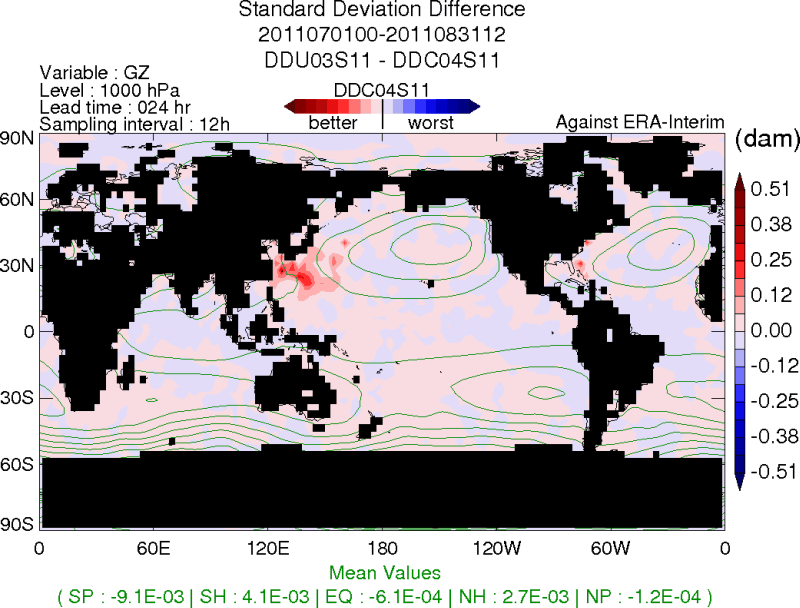 Standard Deviation Difference
2011070100-2011083112
DDU03S11 - DDC04S11
Variable : GZ
Level : 1000 hPa
Lead time : 024 hr
Sampling interval : 12h
DDC04S11
better worst
Against ERA-Interim
(dam)
90N
60N
30N
0
30S
60S
90S
0 60E 120E 180 120W 60W 0
0.51
0.38
0.25
0.12
0.00
-0.12
-0.25
-0.38
-0.51
Mean Values
( SP : -9.1E-03 | SH : 4.1E-03 | EQ : -6.1E-04 | NH : 2.7E-03 | NP : -1.2E-04 )